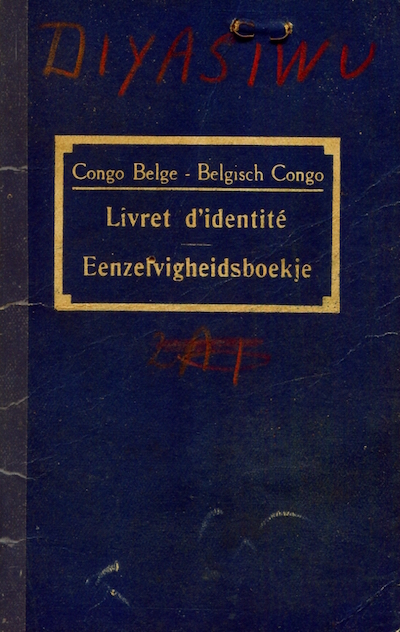 DIYASIWU
Congo Belge - Belgisch Congo
Livret d'identité
Eenzelvigheidsboekje